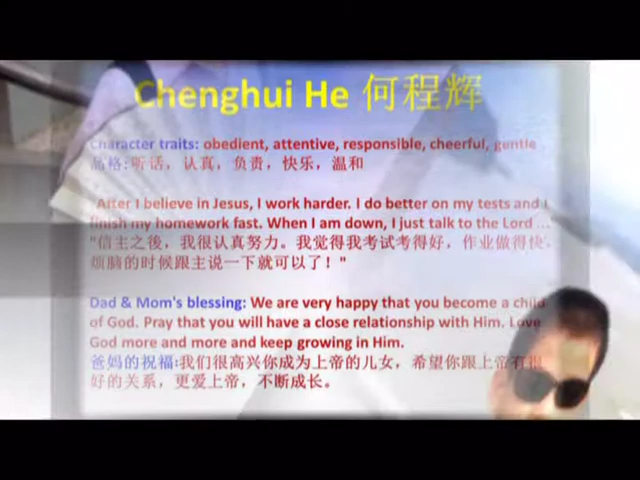 Chenghui He 何程辉
Character traits: obedient, attentive, responsible, cheerful, gentle
品格: 听话，认真，负责，快乐，温和
"After I believe in Jesus, I work harder. I do better on my tests and I
finish my homework fast. When I am down, I just talk to the Lord ..."
"信主之後，我很认真努力。我觉得我考试考得好，作业做得快，
烦脑的时候跟主说一下就可以了！"
Dad & Mom's blessing: We are very happy that you become a child
of God. Pray that you will have a close relationship with Him. Love
God more and more and keep growing in Him.
爸妈的祝福:我们很高兴你成为上帝的儿女，希望你跟上帝有很
好的关系，更爱上帝，不断成长。